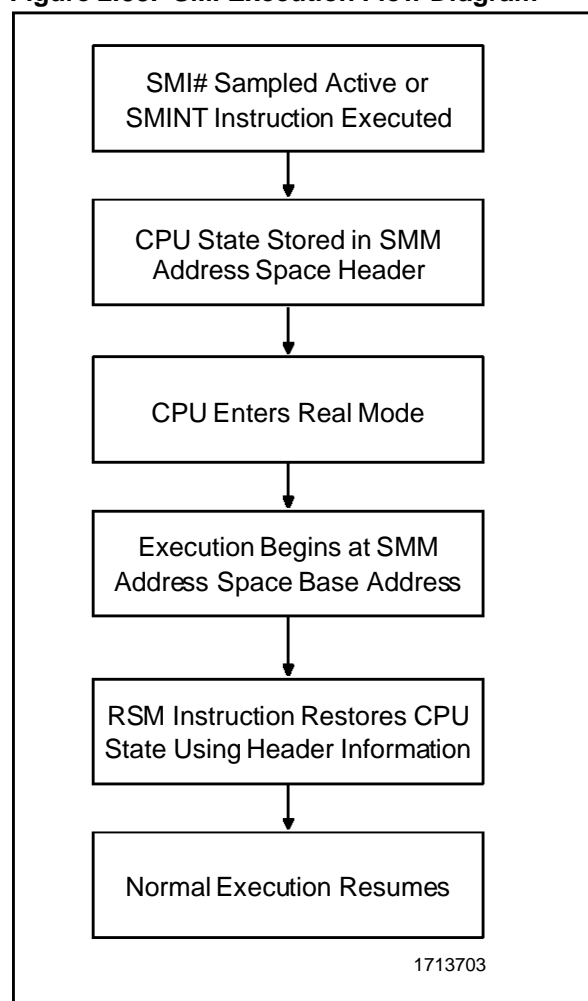 SMI# Sampled Active or
SMINT Instruction Executed
CPU State Stored in SMM
Address Space Header
CPU Enters Real Mode
Execution Begins at SMM
Address Space Base Address
RSM Instruction Restores CPU
State Using Header Information
Normal Execution Resumes
1713703